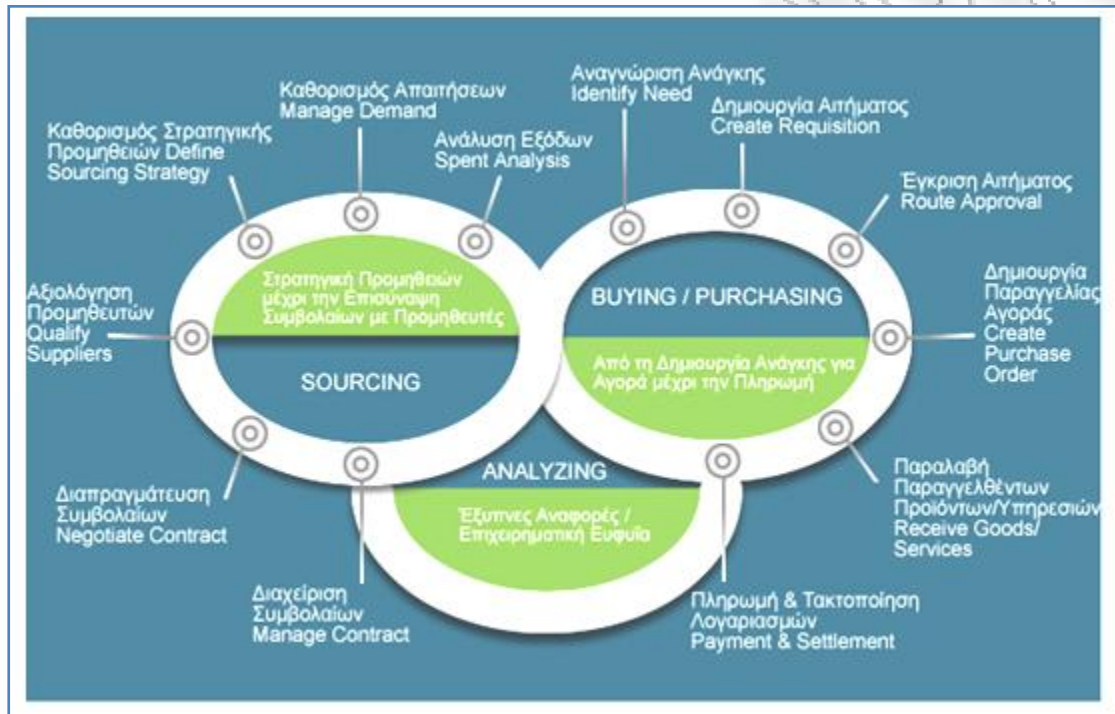 Αναγνώριση Ανάγκης
Identify Need
Καθορισμός Απαιτήσεων
Manage Demand
Δημιουργία Αιτήματος
Create Requisition
Καθορισμός Στρατηγικής
Προμηθειών Define
Sourcing Strategy
Ανάλυση Εξόδων
Spent Analysis
Έγκριση Αιτήματος
Route Approval
Στρατηγική Προμηθειών
μέχρι την Επισύναψη
Συμβολαίων με Προμηθευτές
SOURCING
BUYING / PURCHASING
Από τη Δημιουργία Ανάγκης για
Αγορά μέχρι την Πληρωμή
Δημιουργία
Παραγγελίας
Αγοράς
Create
Purchase
Order
Αξιολόγηση
Προμηθευτών
Qualify
Suppliers
ANALYZING
Έξυπνες Αναφορές /
Επιχειρηματική Ευφυΐα
Διαπραγμάτευση
Συμβολαίων
Negotiate Contract
Παραλαβή
Παραγγελθέντων
Προϊόντων/Υπηρεσιών
Receive Goods/
Services
Διαχείριση
Συμβολαίων
Manage Contract
Πληρωμή & Τακτοποίηση
Λογαριασμών
Payment & Settlement